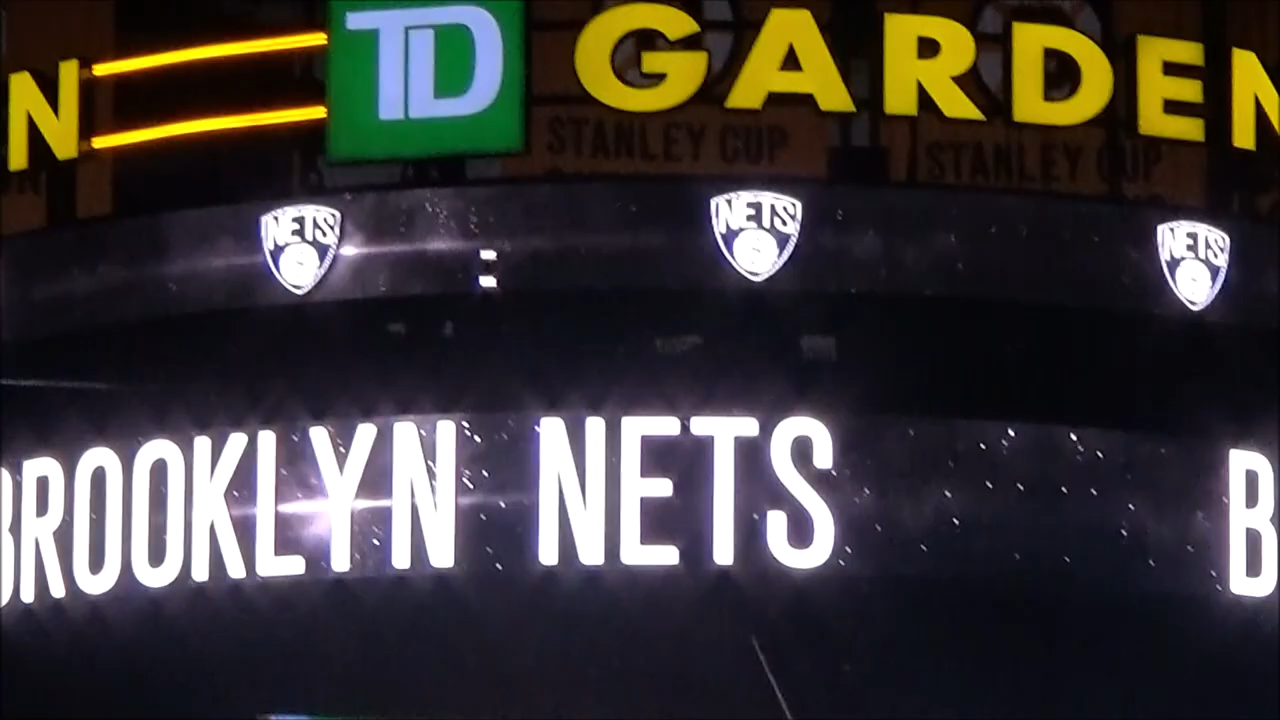 N TD GARDEN
STANLEY CUP STANLEY CUP
NETS NETS NETS
BROOKLYN NETS B